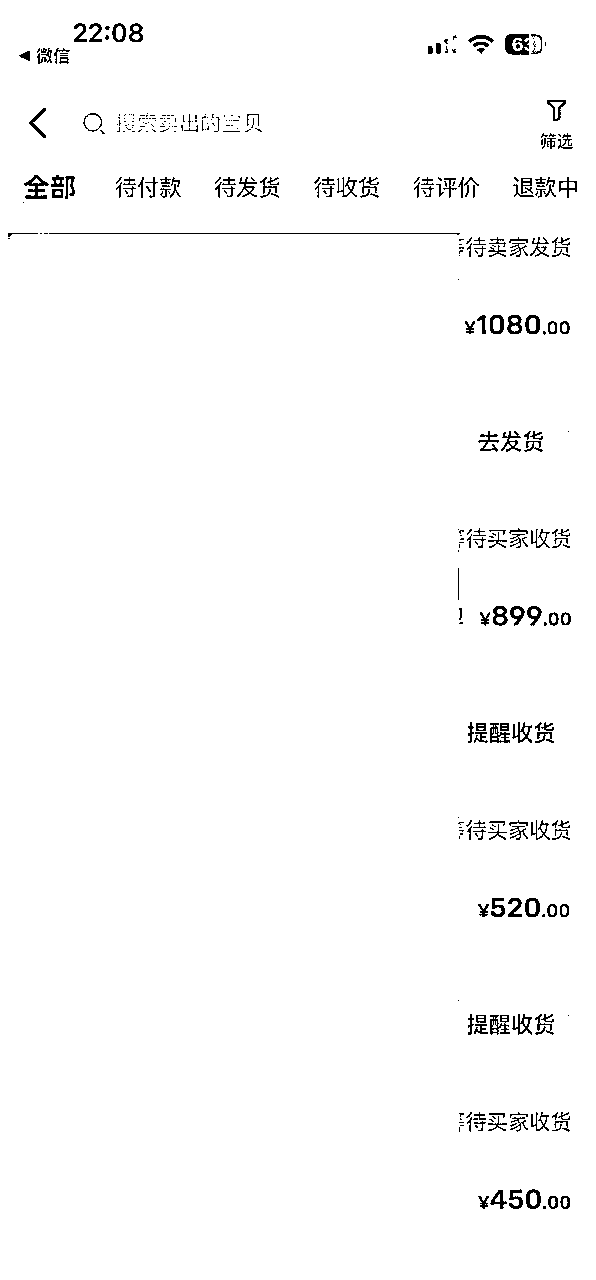 22:08
微信
搜索卖出的宝贝
筛选
全部 待付款 待发货 待收货 待评价 退款中
等待卖家发货
¥1080.00
去发货
等待买家收货
¥899.00
提醒收货
等待买家收货
¥520.00
提醒收货
等待买家收货
¥450.00